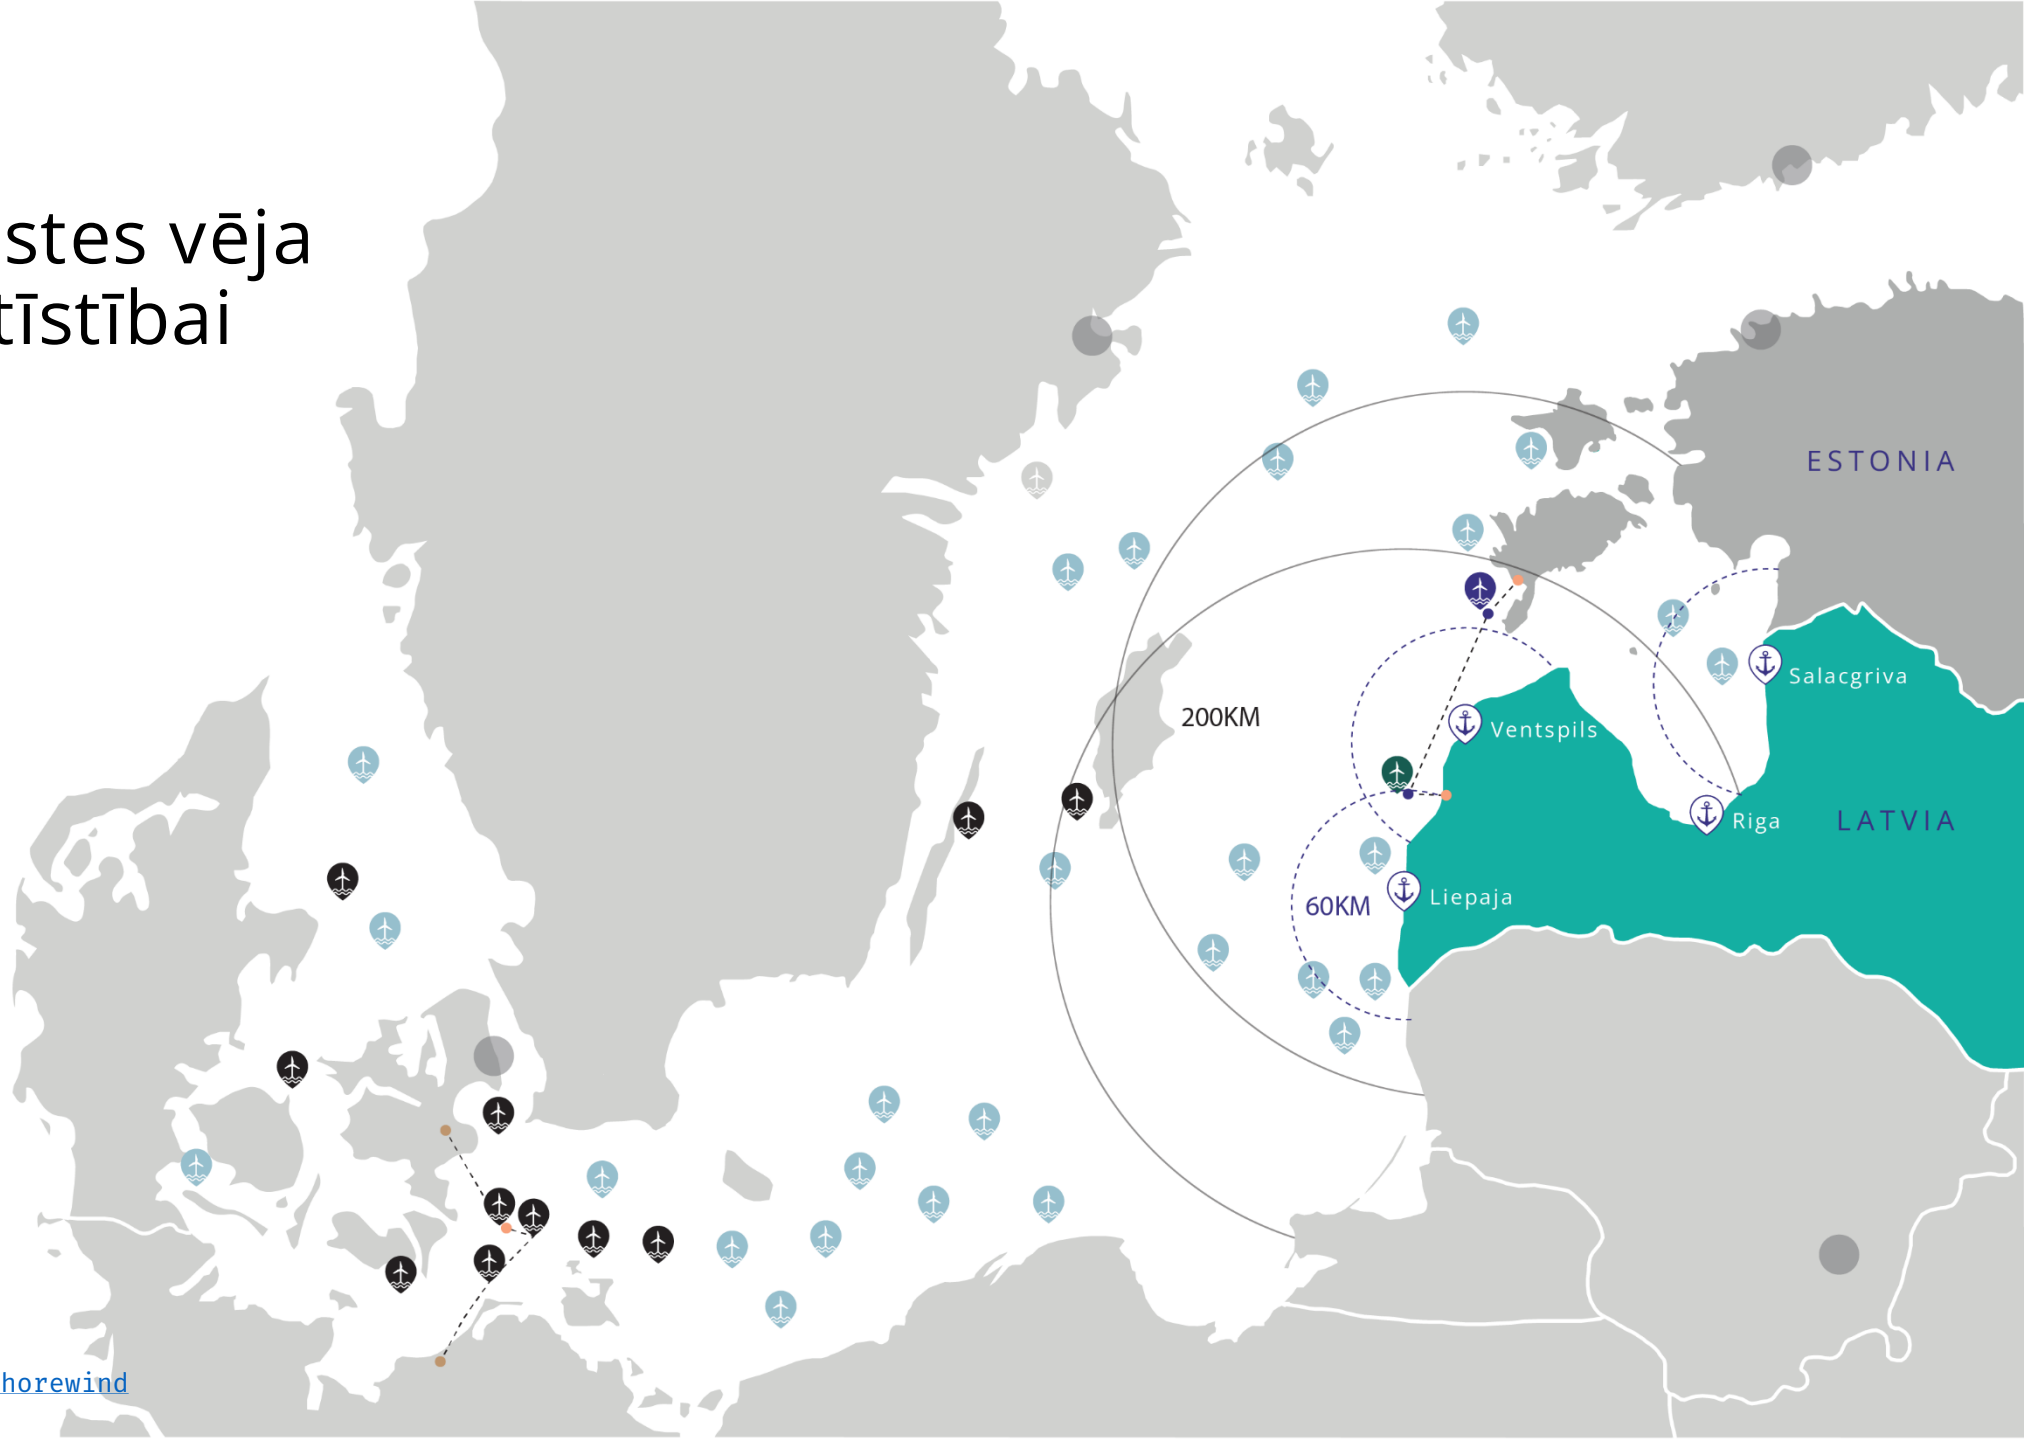 stes vēja
tīstībai
ESTONIA
Salacgriva
200KM
Ventspils
LATVIA
Riga
60KM
Liepaja
horewind